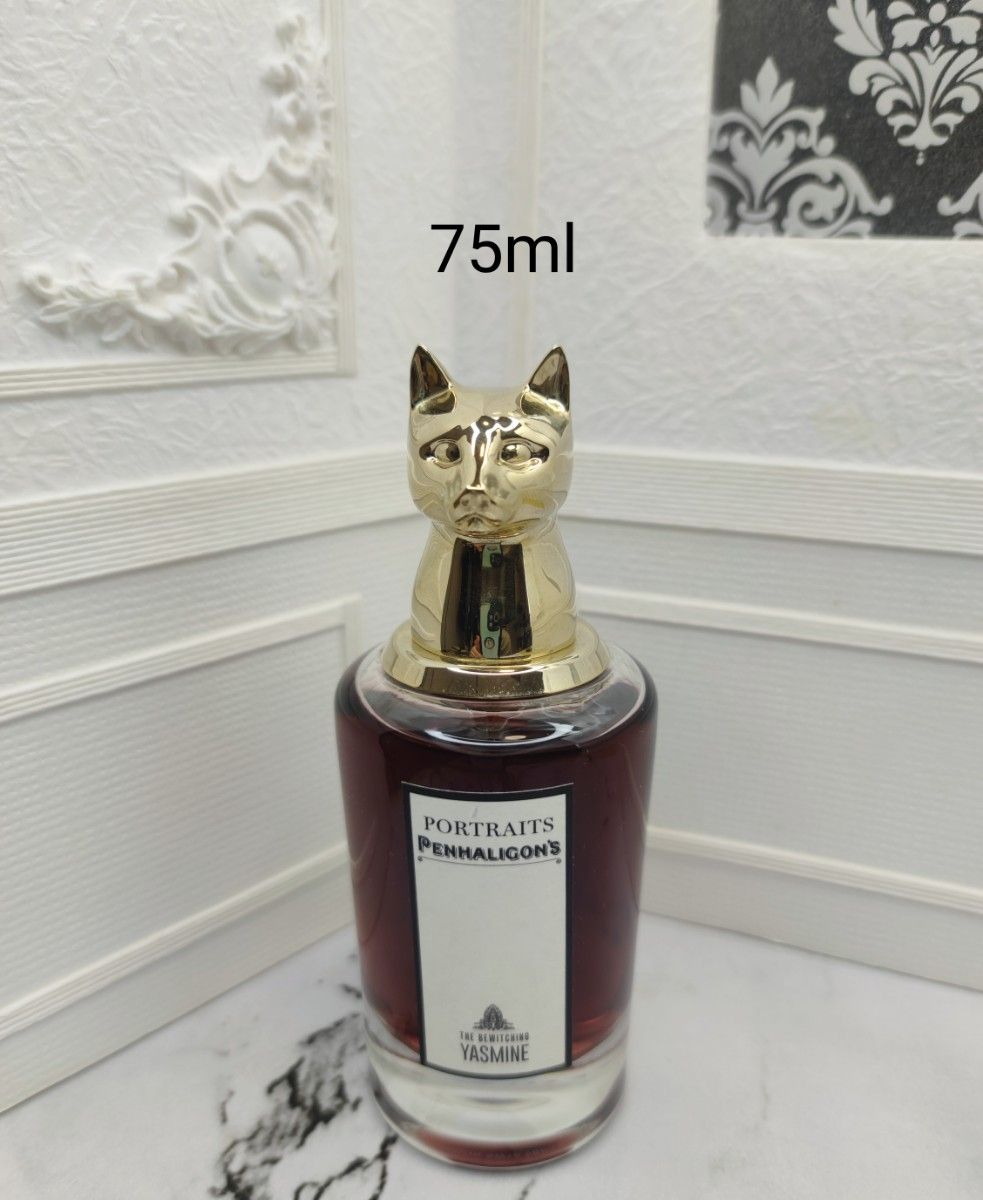 75ml
PORTRAITS
PENHALIGON'S
THE BEWITCHING
YASMINE